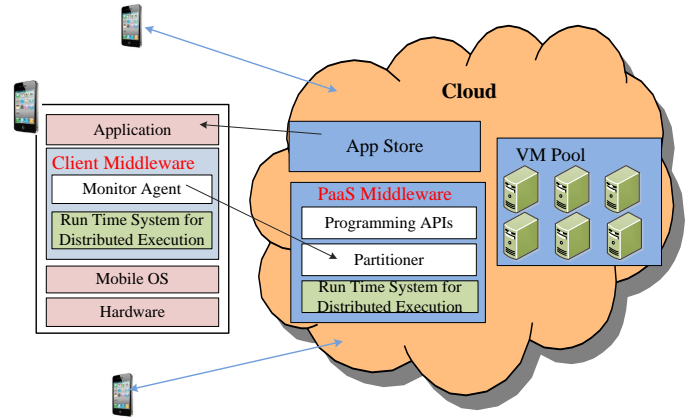 Cloud
Application
App Store
VM Pool
Client Middleware
Monitor Agent
Run Time System for
Distributed Execution
Mobile OS
Hardware
PaaS Middleware
Programming APIs
Partitioner
Run Time System for
Distributed Execution